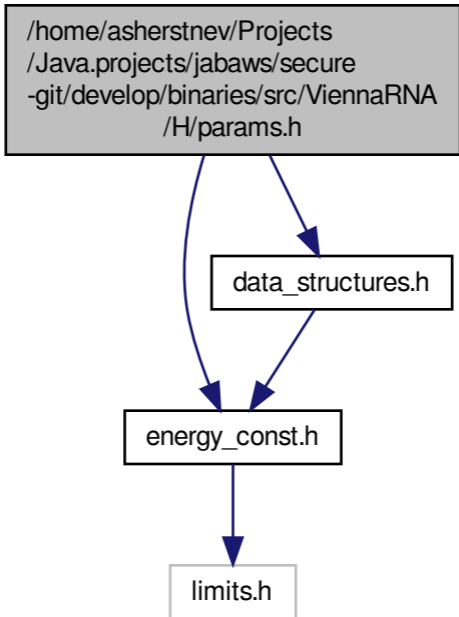 /home/asherstnev/Projects
/Java.projects/jabaws/secure
-git/develop/binaries/src/ViennaRNA
/H/params.h
data_structures.h
energy_const.h
limits.h